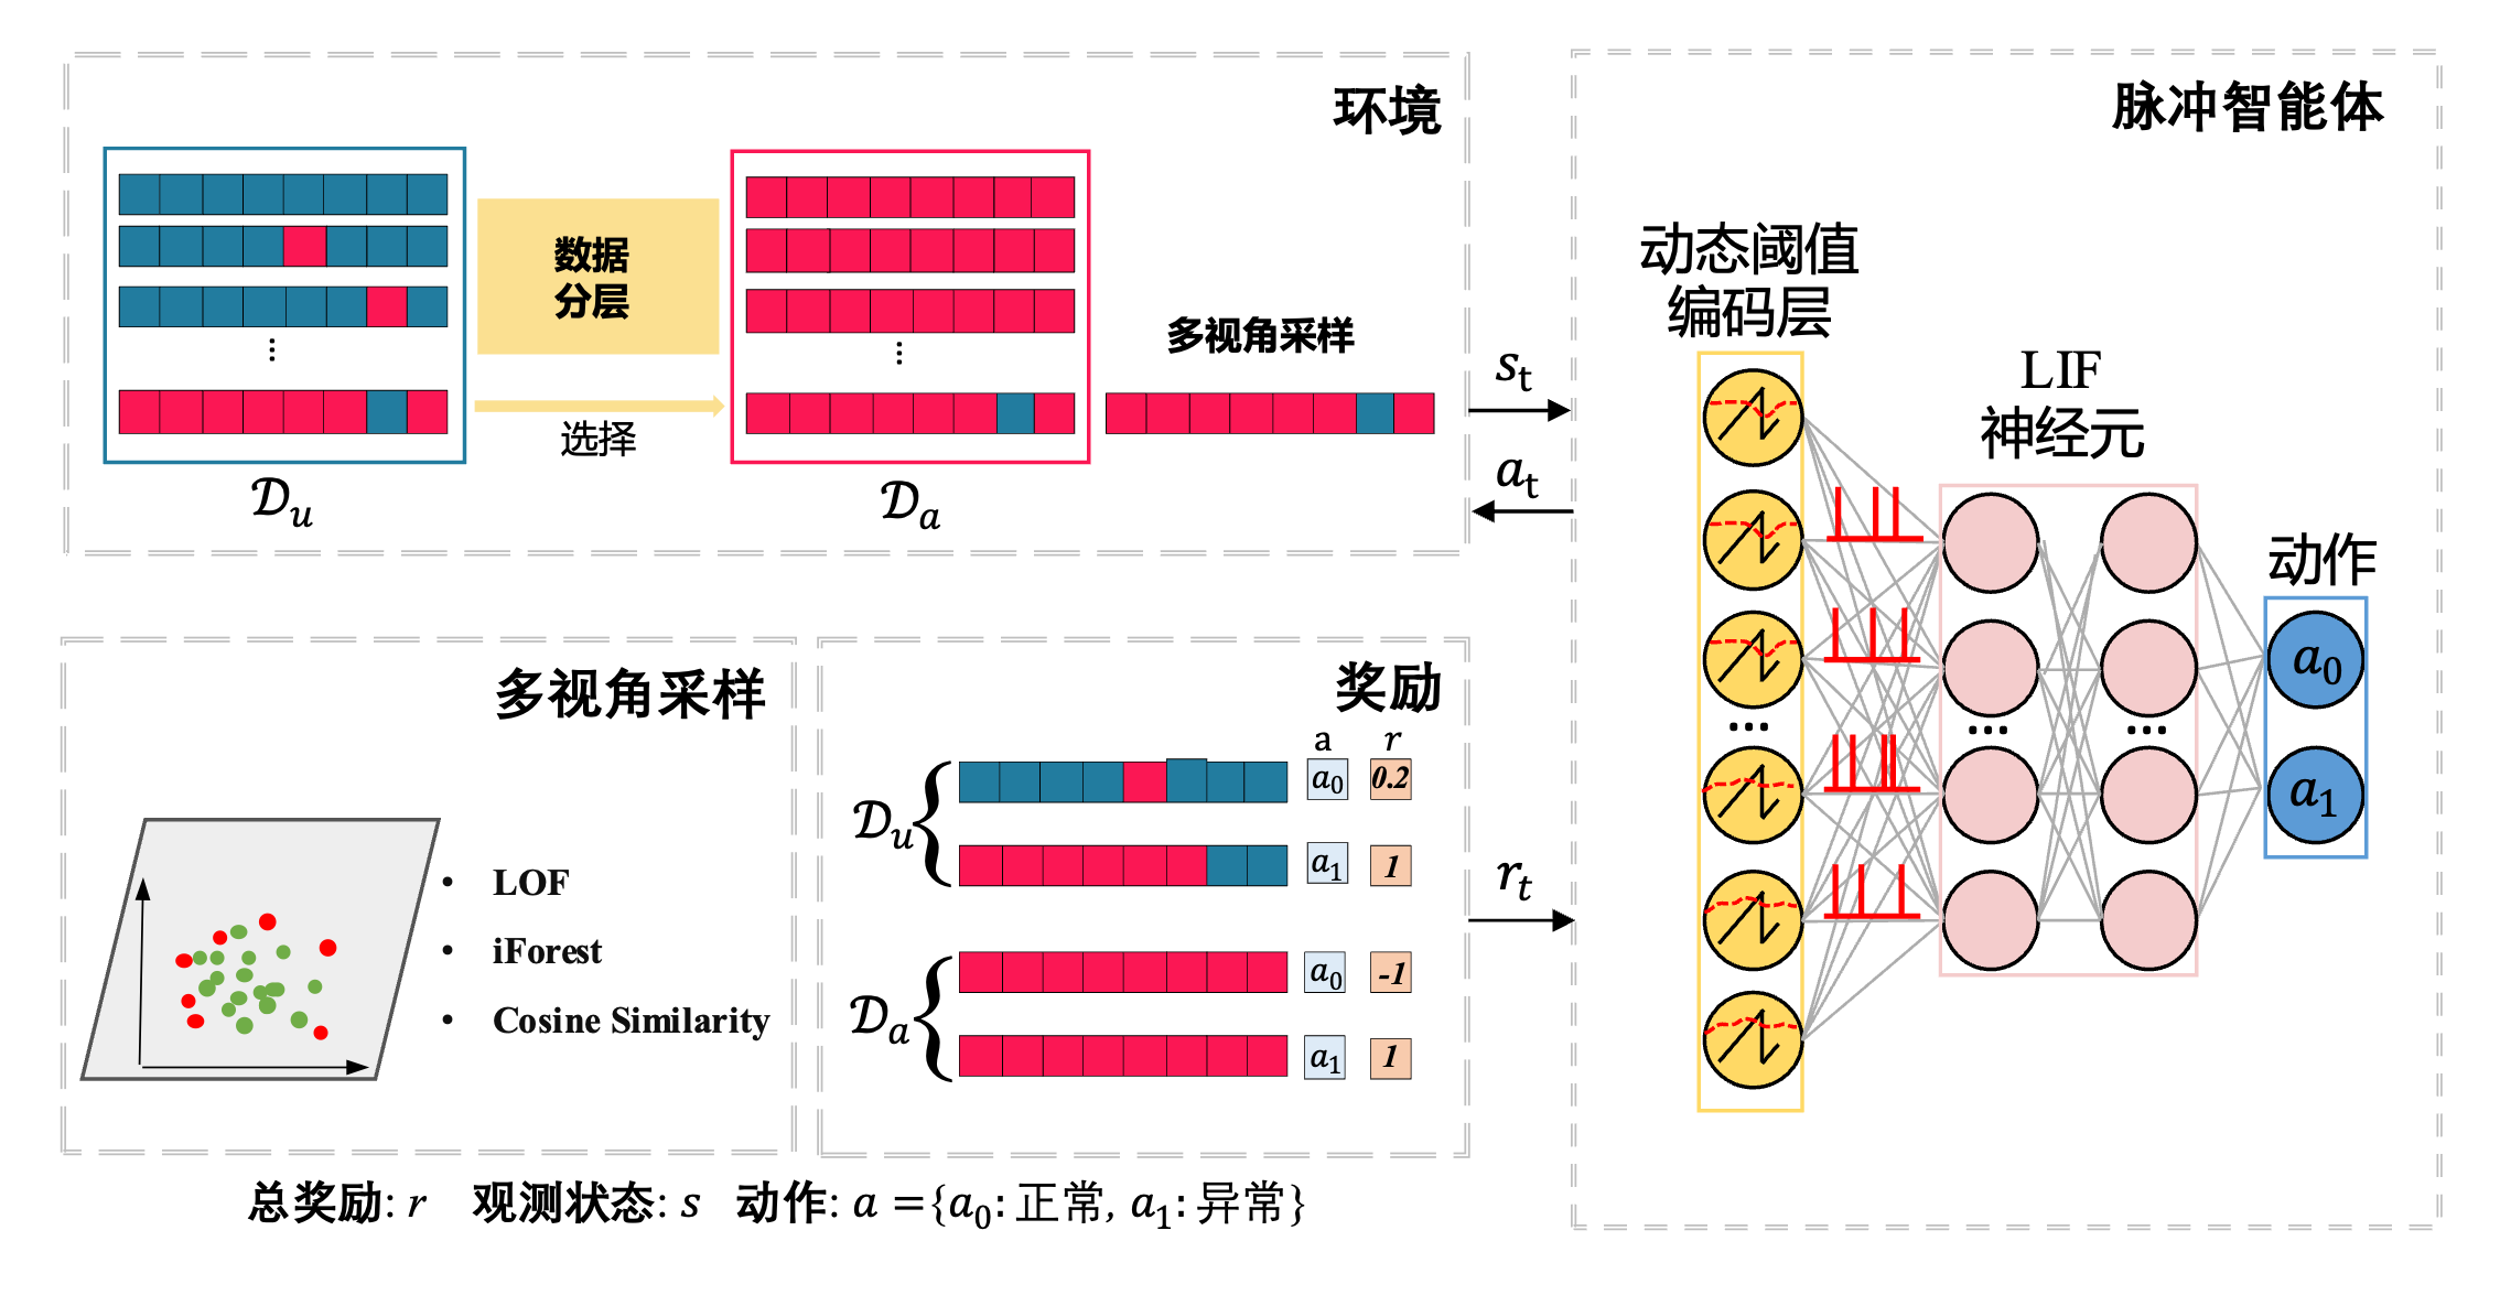 环境
数据
分层
选择
𝒟u
𝒟a
多视角采样
st
at
脉冲智能体
动态阈值
编码层
LIF
神经元
动作
a0
a1
...
...
...
多视角采样
• LOF
• iForest
• Cosine Similarity
奖励
a r
𝒟u
a0 0.2
a1 1
𝒟a
a0 -1
a1 1
rt
总奖励: r 观测状态: s 动作: a ={a0: 正常, a1: 异常}